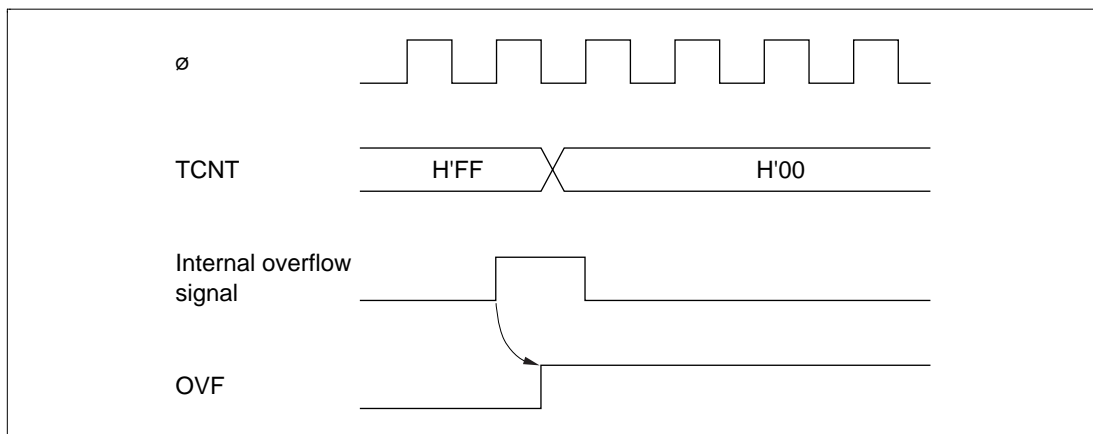 ø
TCNT
H'FF
H'00
Internal overflow
signal
OVF